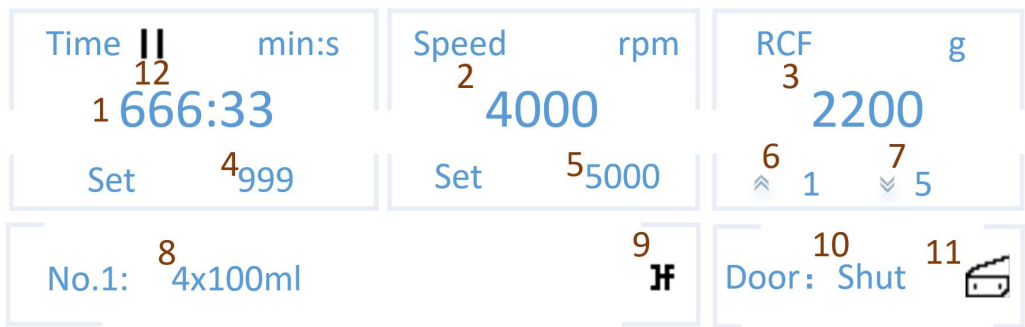 Time min:s
12
1 666:33
Set 4 999
Speed rpm
2
4000
Set 5 5000
RCF g
3
2200
6 7
1 5
8 9
No.1: 4x100ml
10 11
Door: Shut